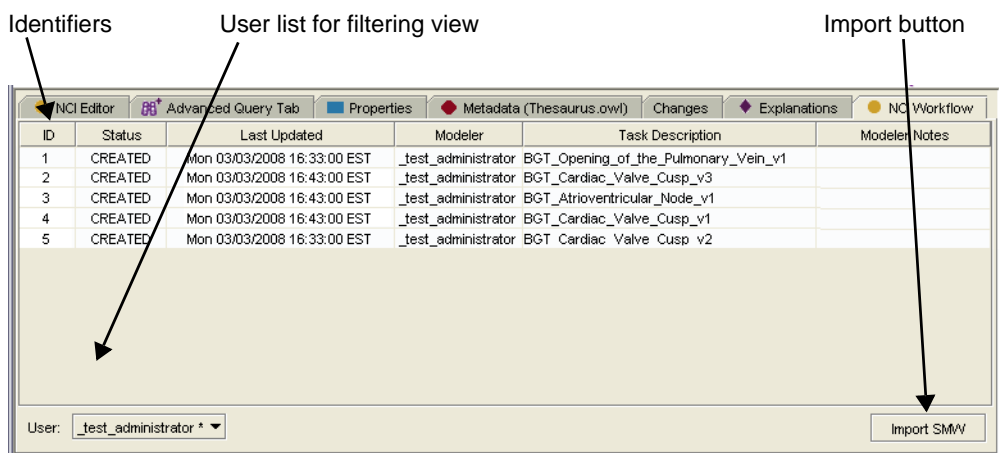 Identifiers User list for filtering view Import button
NCI Editor Advanced Query Tab Properties Metadata (Thesaurus.owl) Changes Explanations NCI Workflow
ID Status Last Updated Modeler Task Description Modeler Notes
1 CREATED Mon 03/03/2008 16:33:00 EST _test_administrator BGT_Opening_of_the_Pulmonary_Vein_v1
2 CREATED Mon 03/03/2008 16:43:00 EST _test_administrator BGT_Cardiac_Valve_Cusp_v3
3 CREATED Mon 03/03/2008 16:43:00 EST _test_administrator BGT_Atrioventricular_Node_v1
4 CREATED Mon 03/03/2008 16:43:00 EST _test_administrator BGT_Cardiac_Valve_Cusp_v1
5 CREATED Mon 03/03/2008 16:33:00 EST _test_administrator BGT_Cardiac_Valve_Cusp_v2
User: _test_administrator * Import SMW